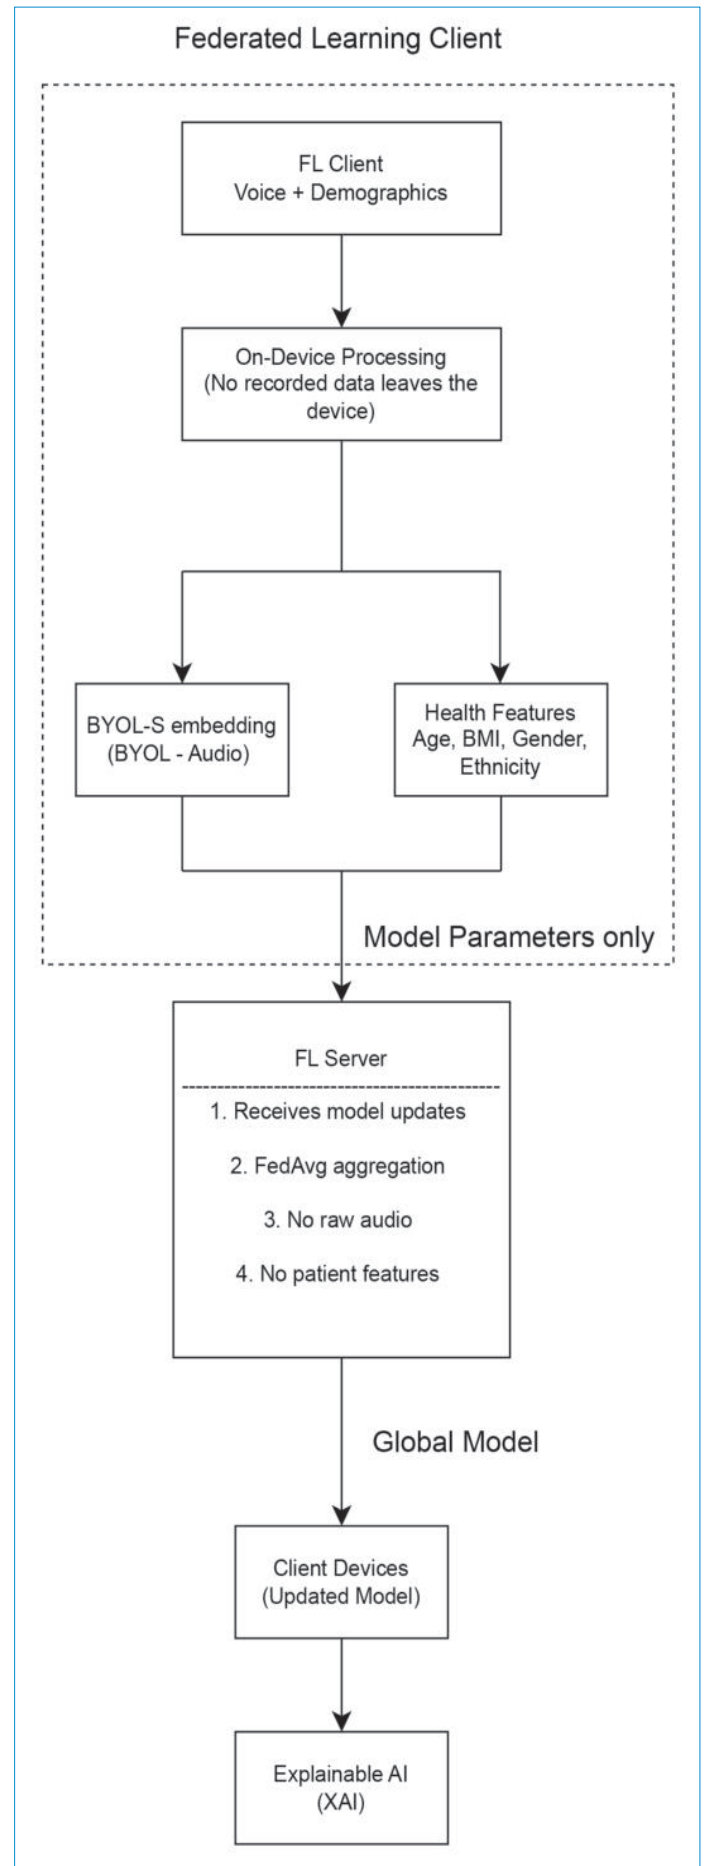 Federated Learning Client
FL Client
Voice + Demographics
On-Device Processing
(No recorded data leaves the
device)
BYOL-S embedding
(BYOL - Audio)
Health Features
Age, BMI, Gender,
Ethnicity
Model Parameters only
FL Server
1. Receives model updates
2. FedAvg aggregation
3. No raw audio
4. No patient features
Global Model
Client Devices
(Updated Model)
Explainable AI
(XAI)